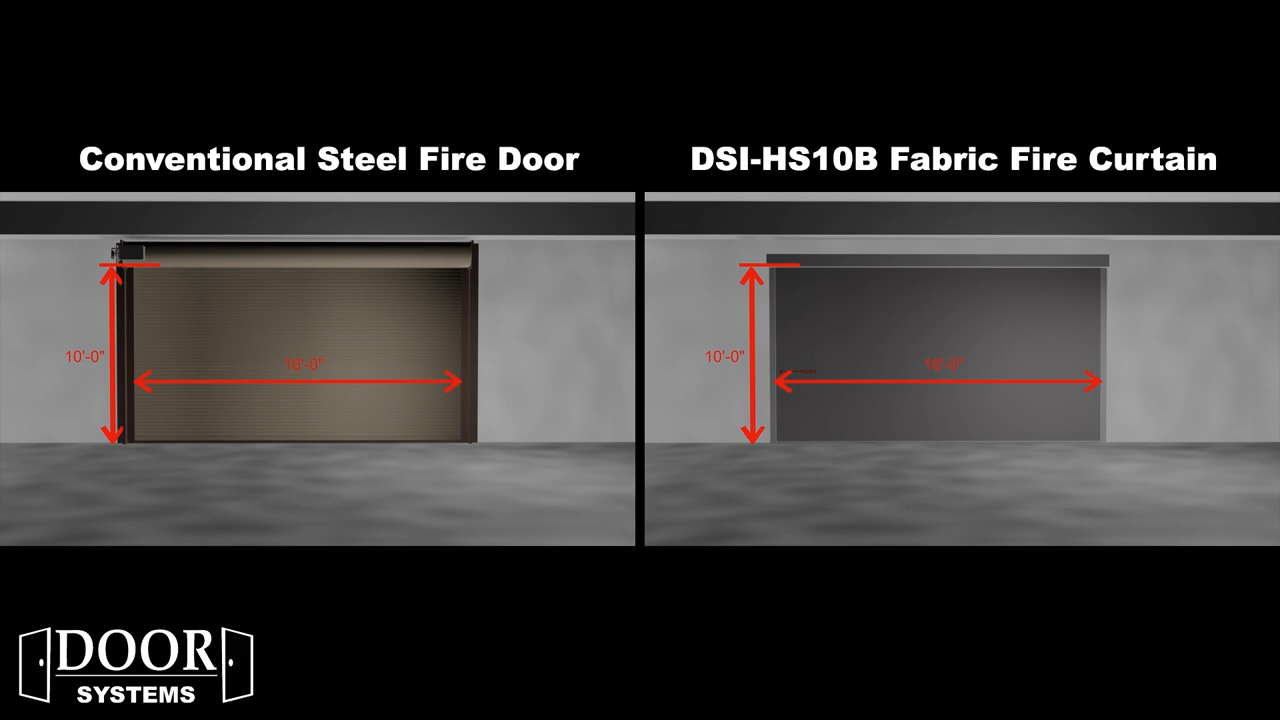 Conventional Steel Fire Door
DSI-HS10B Fabric Fire Curtain
10'-0"
16'-0"
10'-0"
16'-0"
PUSH
DOOR
SYSTEMS